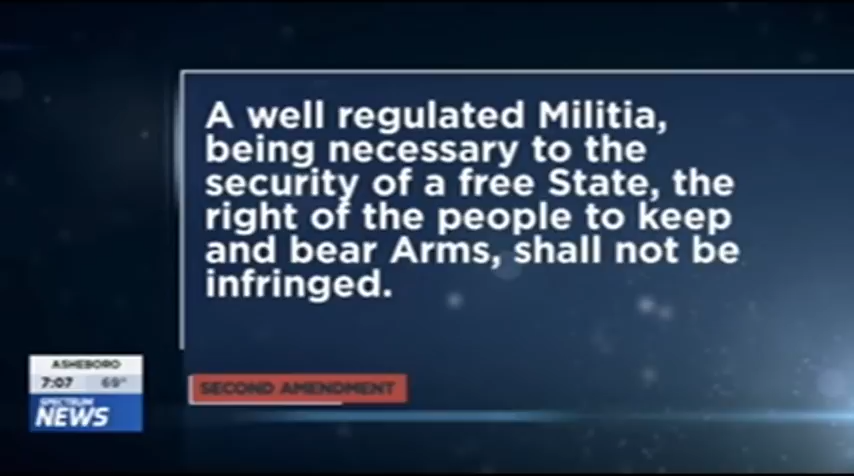 A well regulated Militia,
being necessary to the
security of a free State, the
right of the people to keep
and bear Arms, shall not be
infringed.
SECOND AMENDMENT
ASHEBORO
7:07 69°
SPECTRUM
NEWS